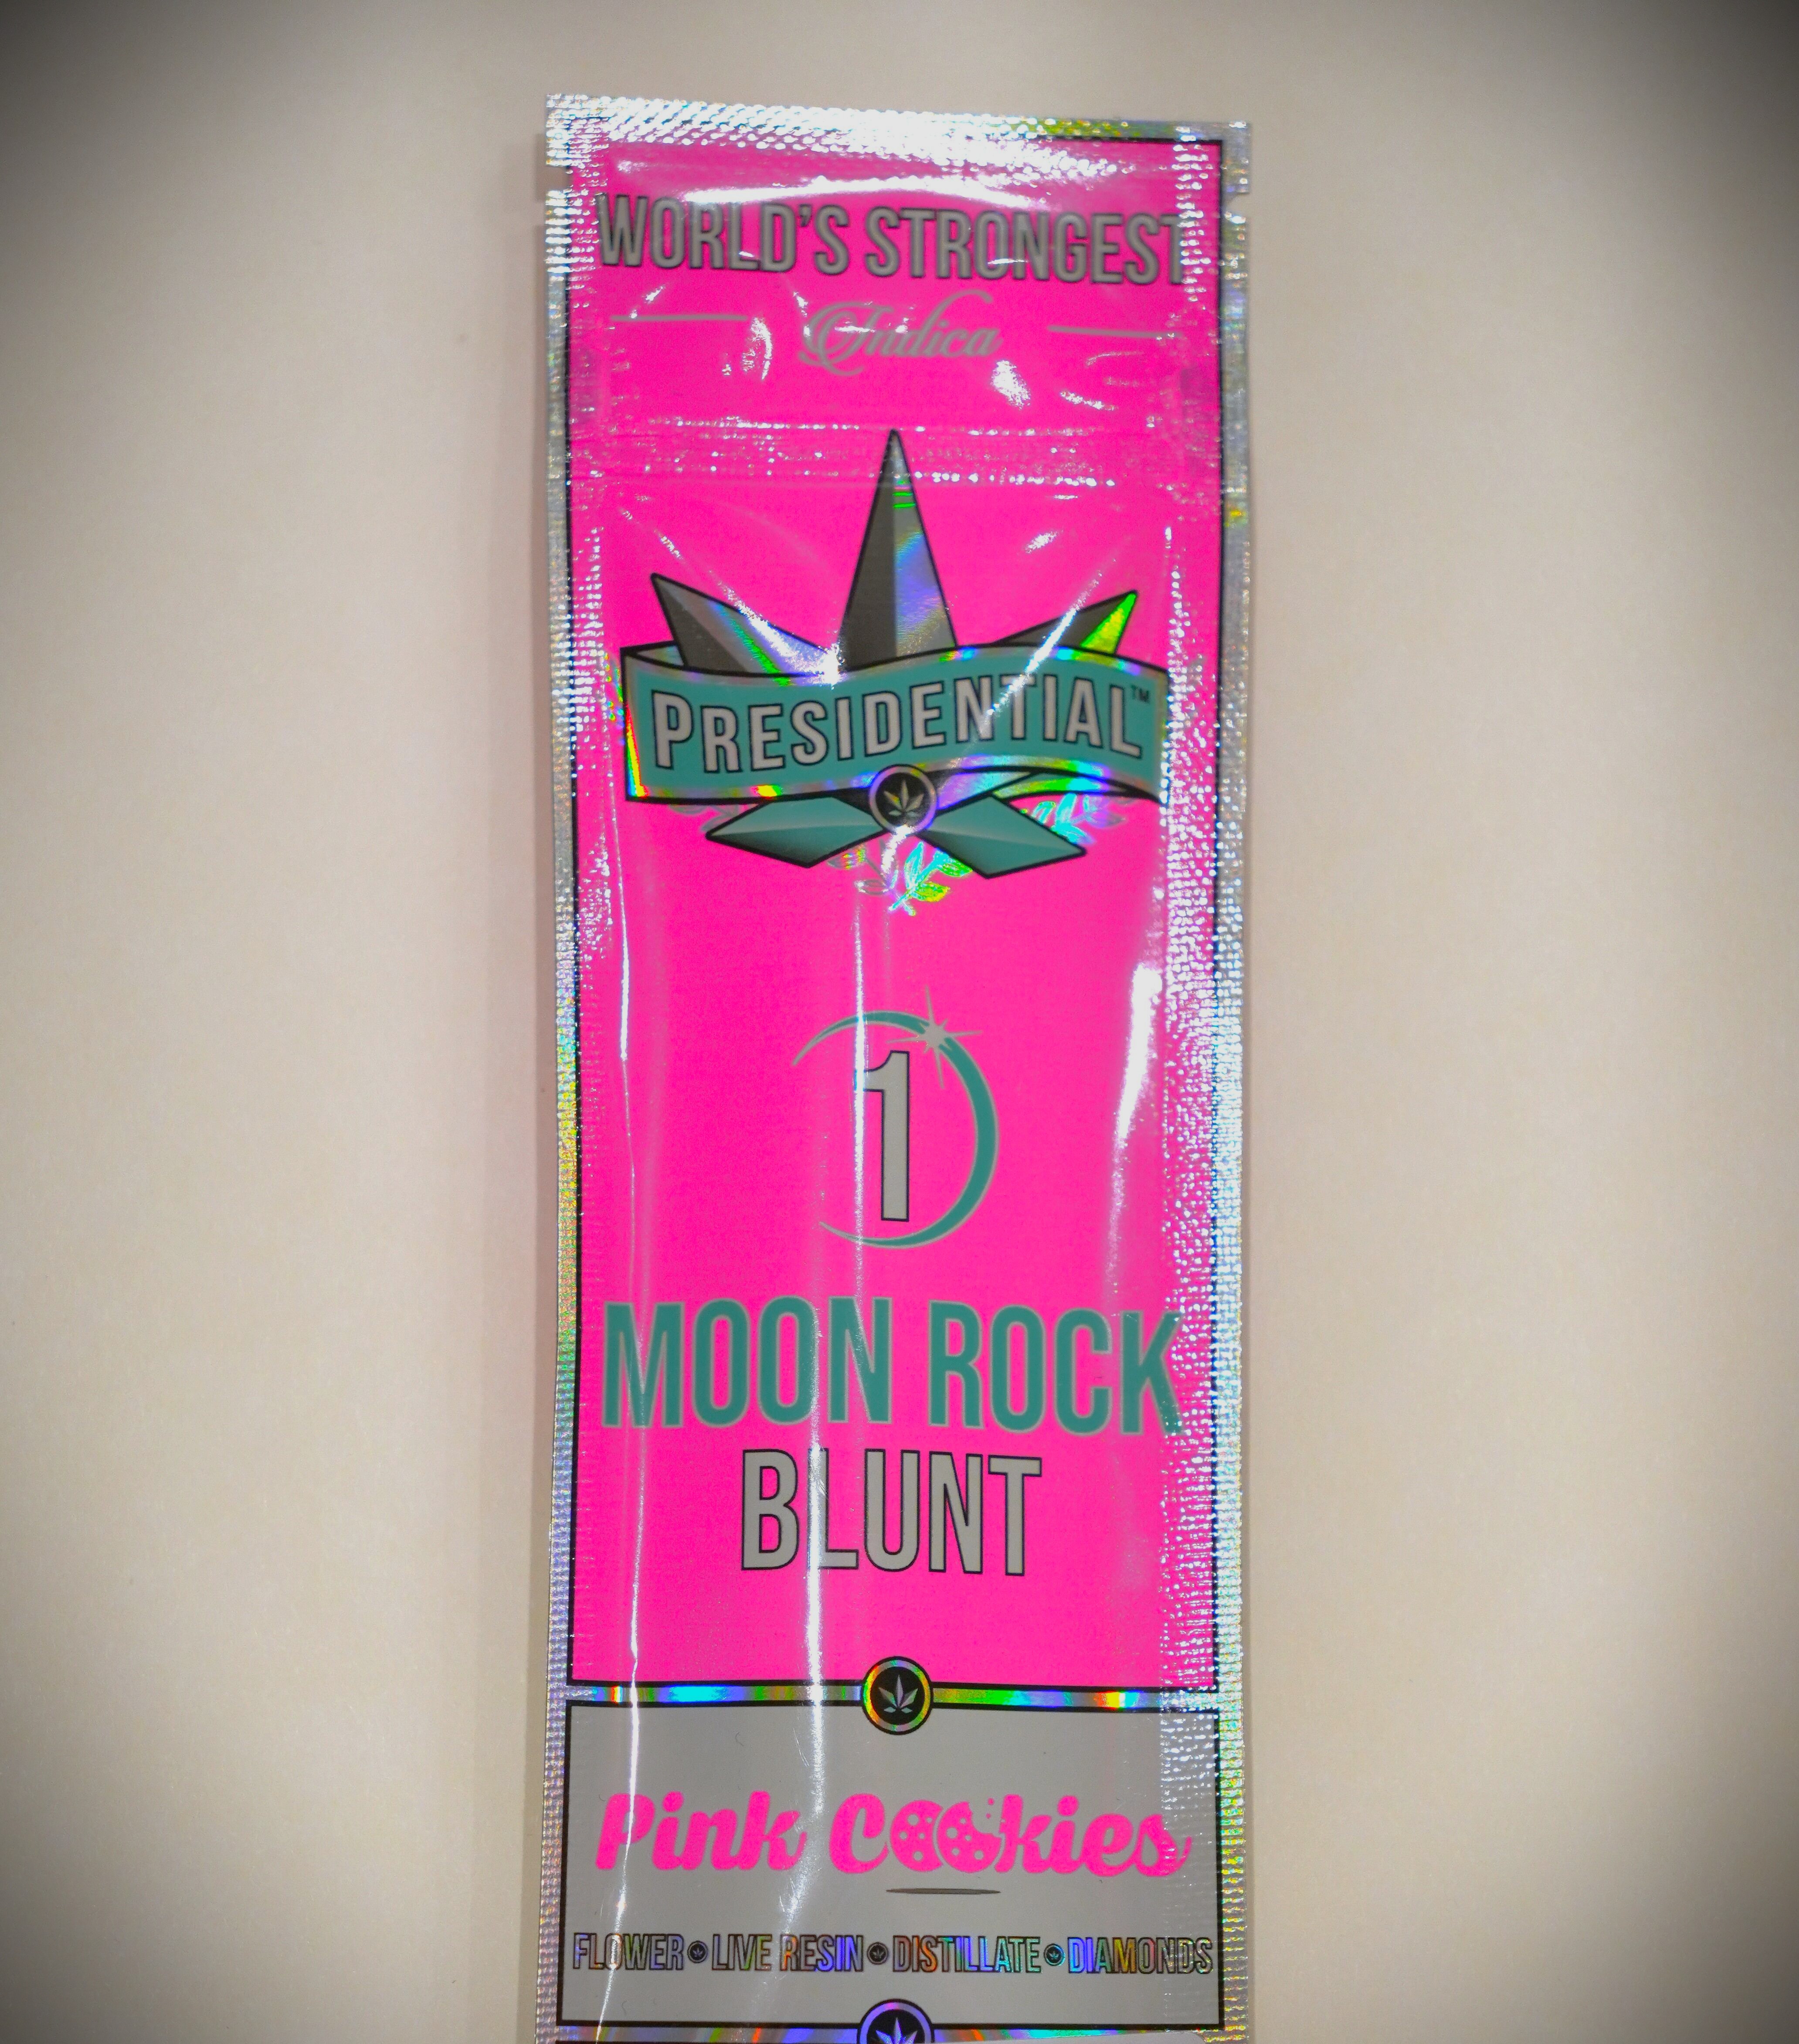 WORLD'S STRONGEST
Indica
PRESIDENTIAL™
1
MOON ROCK
BLUNT
Pink Cookies
FLOWER • LIVE RESIN • DISTILLATE • DIAMONDS